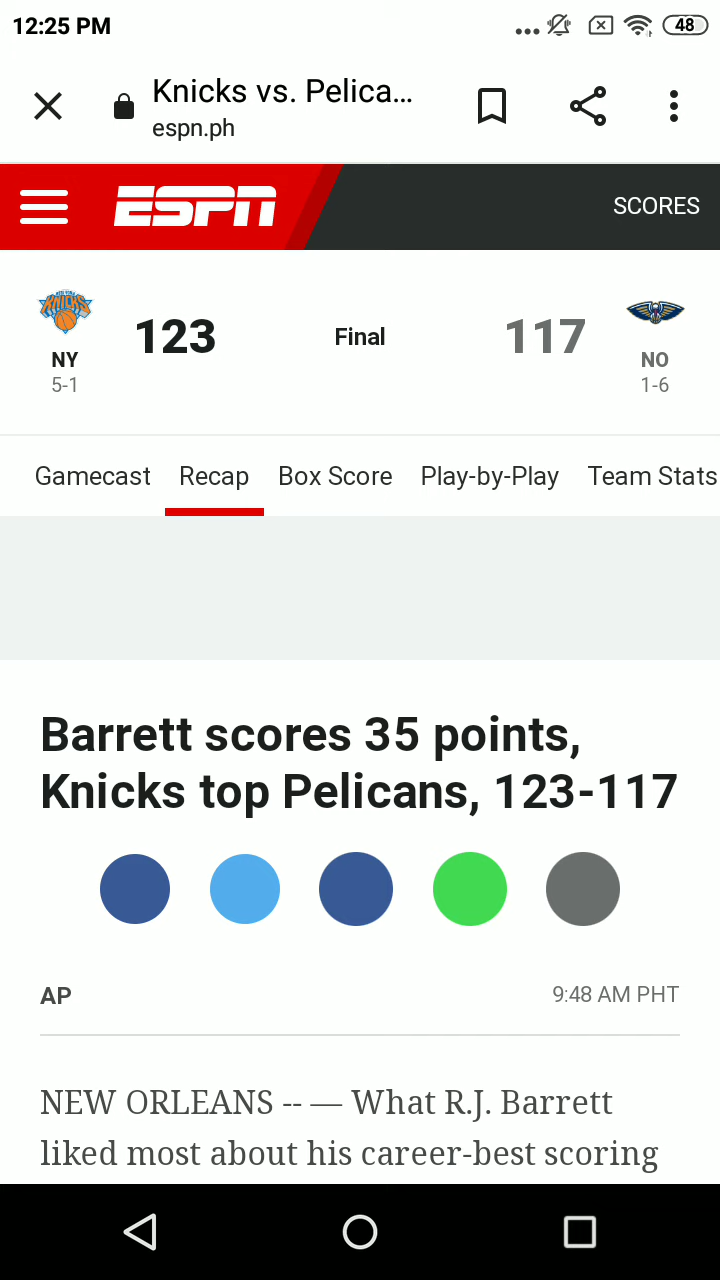 12:25 PM
48
Knicks vs. Pelica...
espn.ph
ESPN
SCORES
KNICKS
123
Final
117
NY
5-1
NO
1-6
Gamecast
Recap
Box Score
Play-by-Play
Team Stats
Barrett scores 35 points,
Knicks top Pelicans, 123-117
AP
9:48 AM PHT
NEW ORLEANS -- — What R.J. Barrett
liked most about his career-best scoring